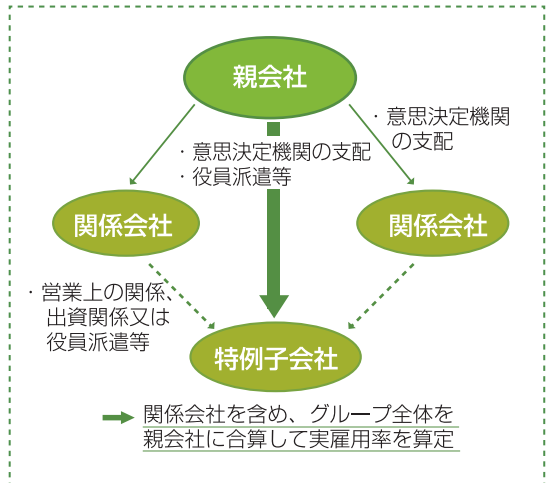 親会社
・意思決定機関
の支配
・意思決定機関の支配
・役員派遣等
関係会社
関係会社
・営業上の関係、
出資関係又は
役員派遣等
特例子会社
関係会社を含め、グループ全体を
親会社に合算して実雇用率を算定